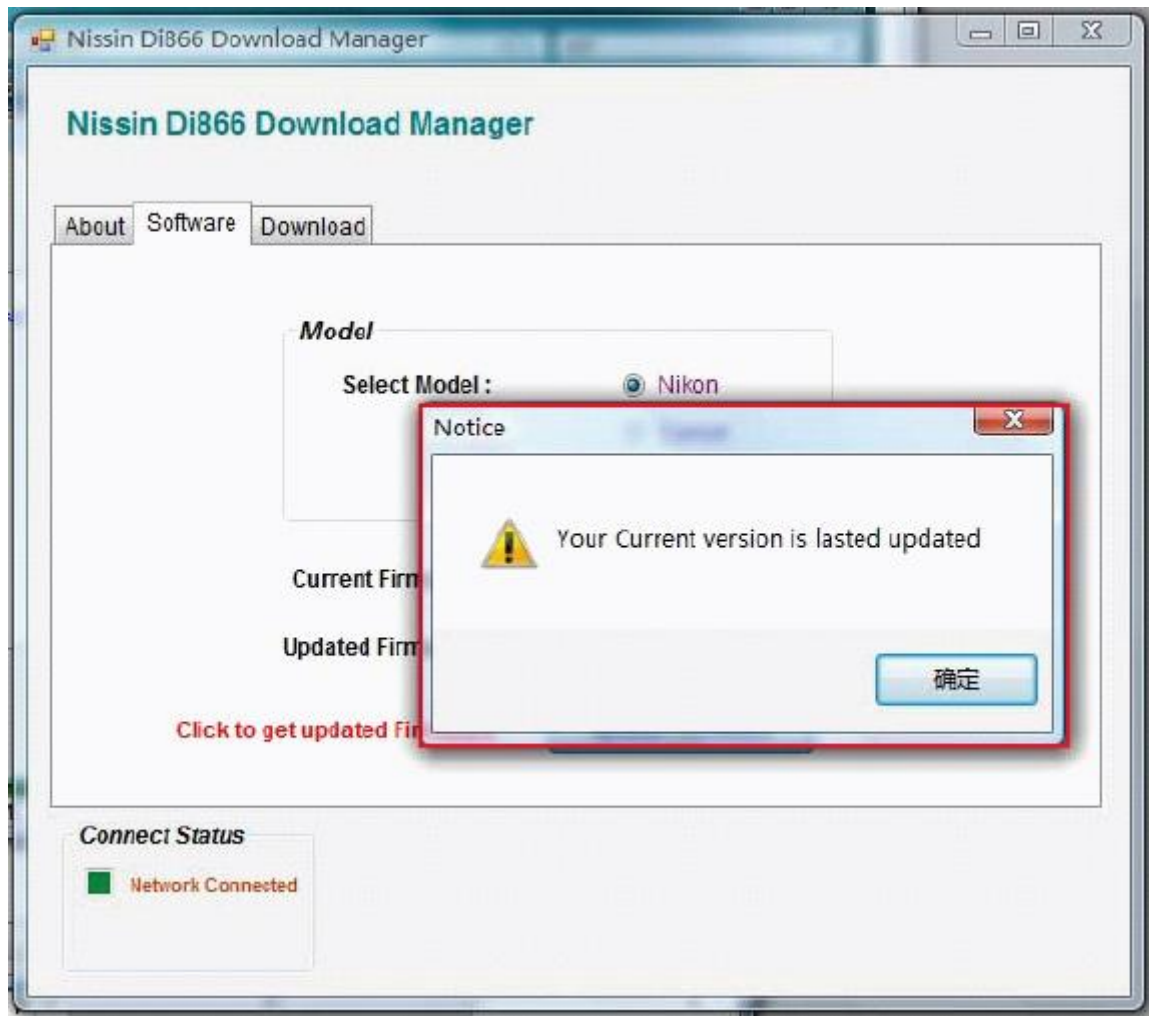 Nissin Di866 Download Manager
Nissin Di866 Download Manager
About Software Download
Model
Select Model : Nikon
Notice
Your Current version is lasted updated
Current Firm
Updated Firm
确定
Click to get updated Fir
Connect Status
Network Connected